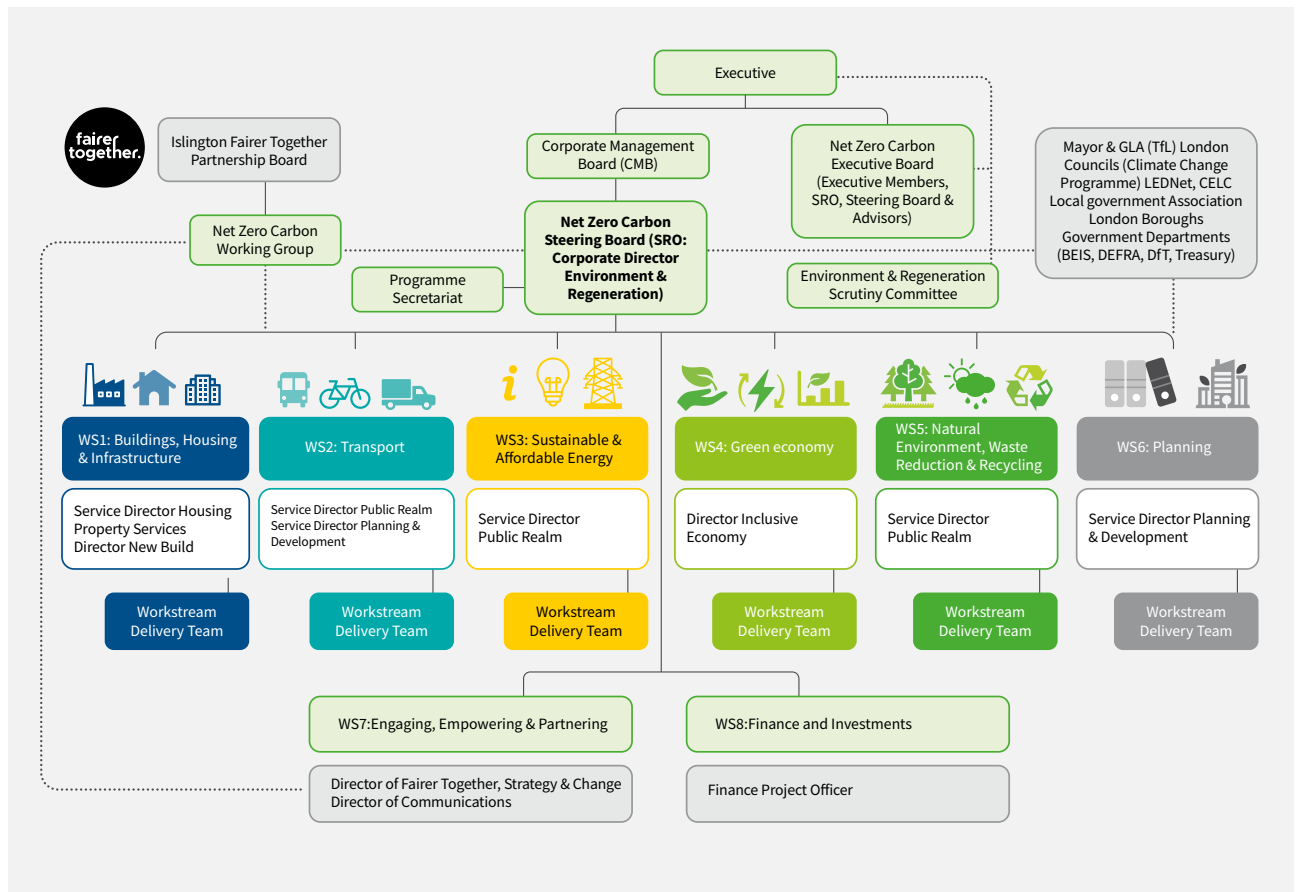 Executive
fairer
together.
Islington Fairer Together
Partnership Board
Corporate Management
Board (CMB)
Net Zero Carbon
Executive Board
(Executive Members,
SRO, Steering Board &
Advisors)
Mayor & GLA (TfL) London
Councils (Climate Change
Programme) LEDNet, CELC
Local government Association
London Boroughs
Government Departments
(BEIS, DEFRA, DfT, Treasury)
Net Zero Carbon
Working Group
Net Zero Carbon
Steering Board (SRO:
Corporate Director
Environment &
Regeneration)
Programme
Secretariat
Environment & Regeneration
Scrutiny Committee
WS1: Buildings, Housing
& Infrastructure
WS2: Transport
WS3: Sustainable &
Affordable Energy
WS4: Green economy
WS5: Natural
Environment, Waste
Reduction & Recycling
WS6: Planning
Service Director Housing
Property Services
Director New Build
Service Director Public Realm
Service Director Planning &
Development
Service Director
Public Realm
Director Inclusive
Economy
Service Director
Public Realm
Service Director Planning
& Development
Workstream
Delivery Team
Workstream
Delivery Team
Workstream
Delivery Team
Workstream
Delivery Team
Workstream
Delivery Team
Workstream
Delivery Team
WS7:Engaging, Empowering & Partnering
WS8:Finance and Investments
Director of Fairer Together, Strategy & Change
Director of Communications
Finance Project Officer